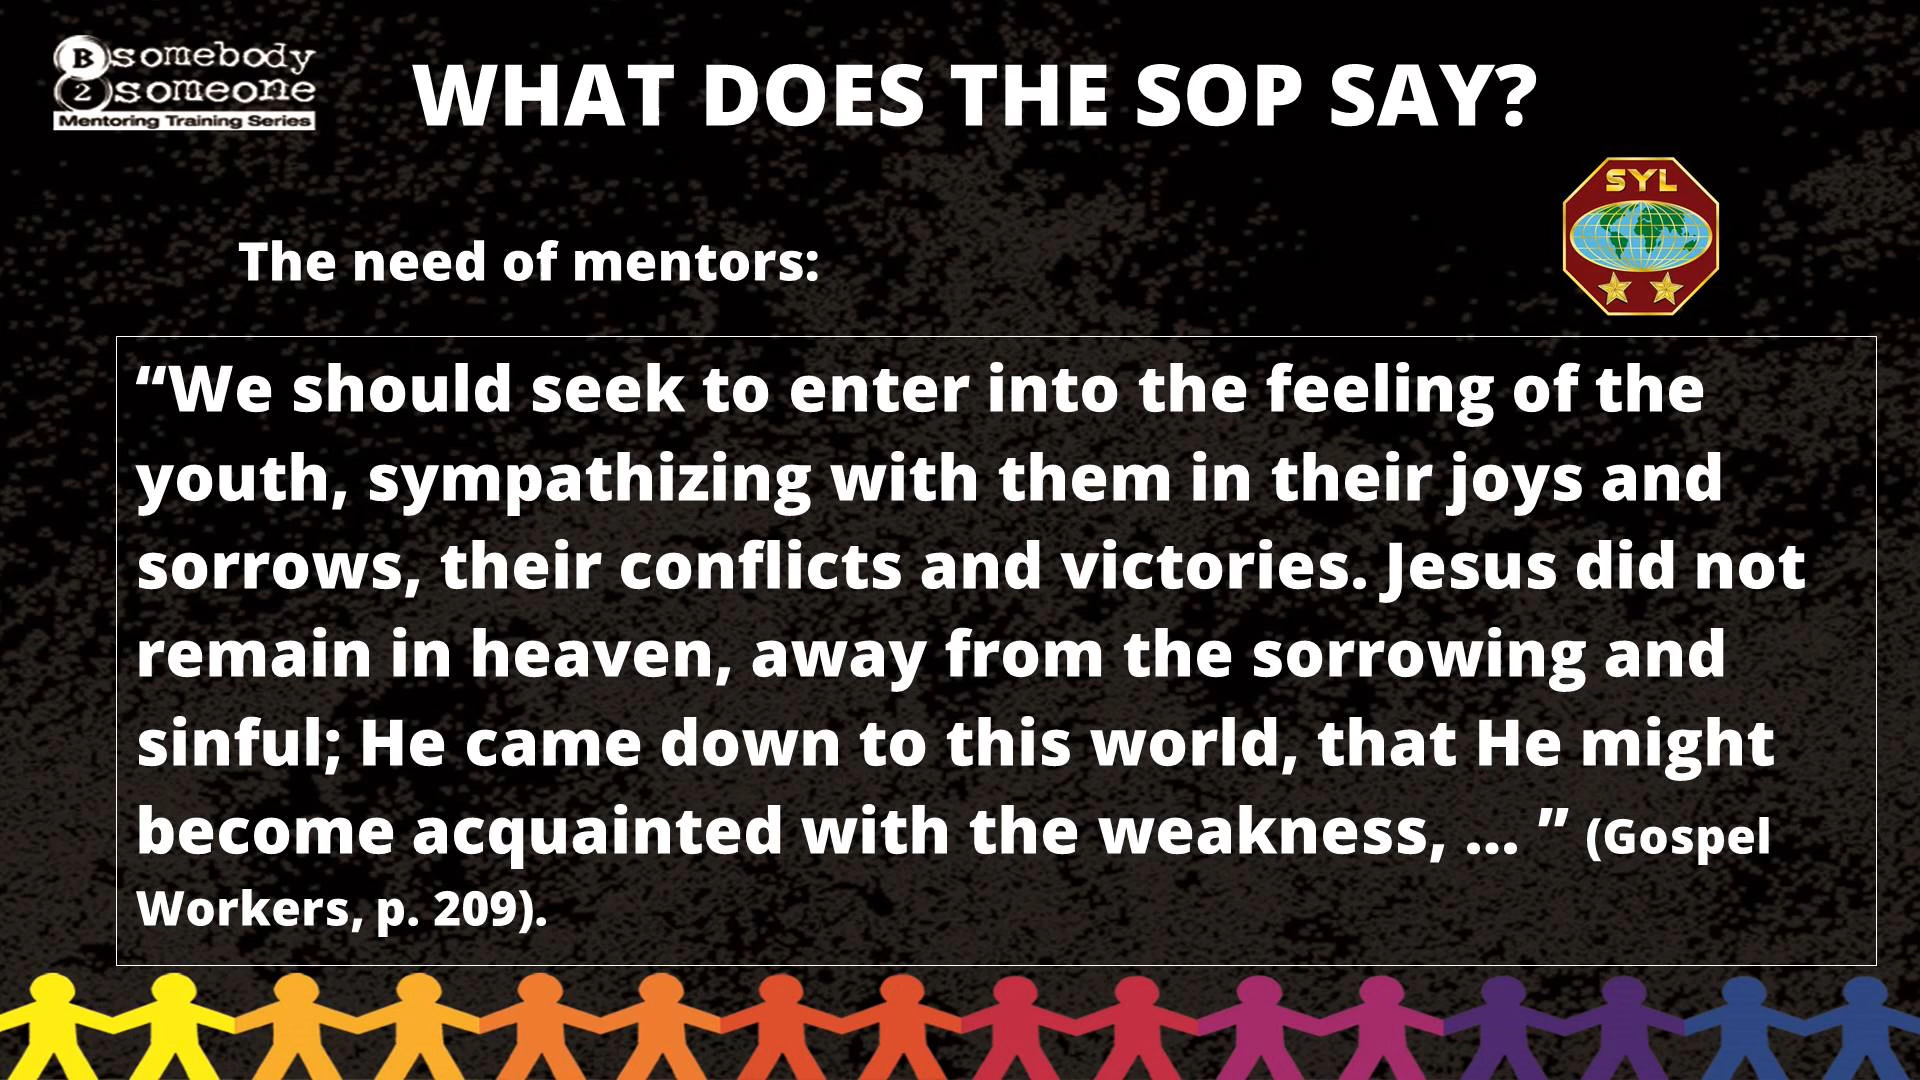 B somebody
2 someone
Mentoring Training Series
WHAT DOES THE SOP SAY?
SYL
The need of mentors:
“We should seek to enter into the feeling of the
youth, sympathizing with them in their joys and
sorrows, their conflicts and victories. Jesus did not
remain in heaven, away from the sorrowing and
sinful; He came down to this world, that He might
become acquainted with the weakness, ... ” (Gospel
Workers, p. 209).